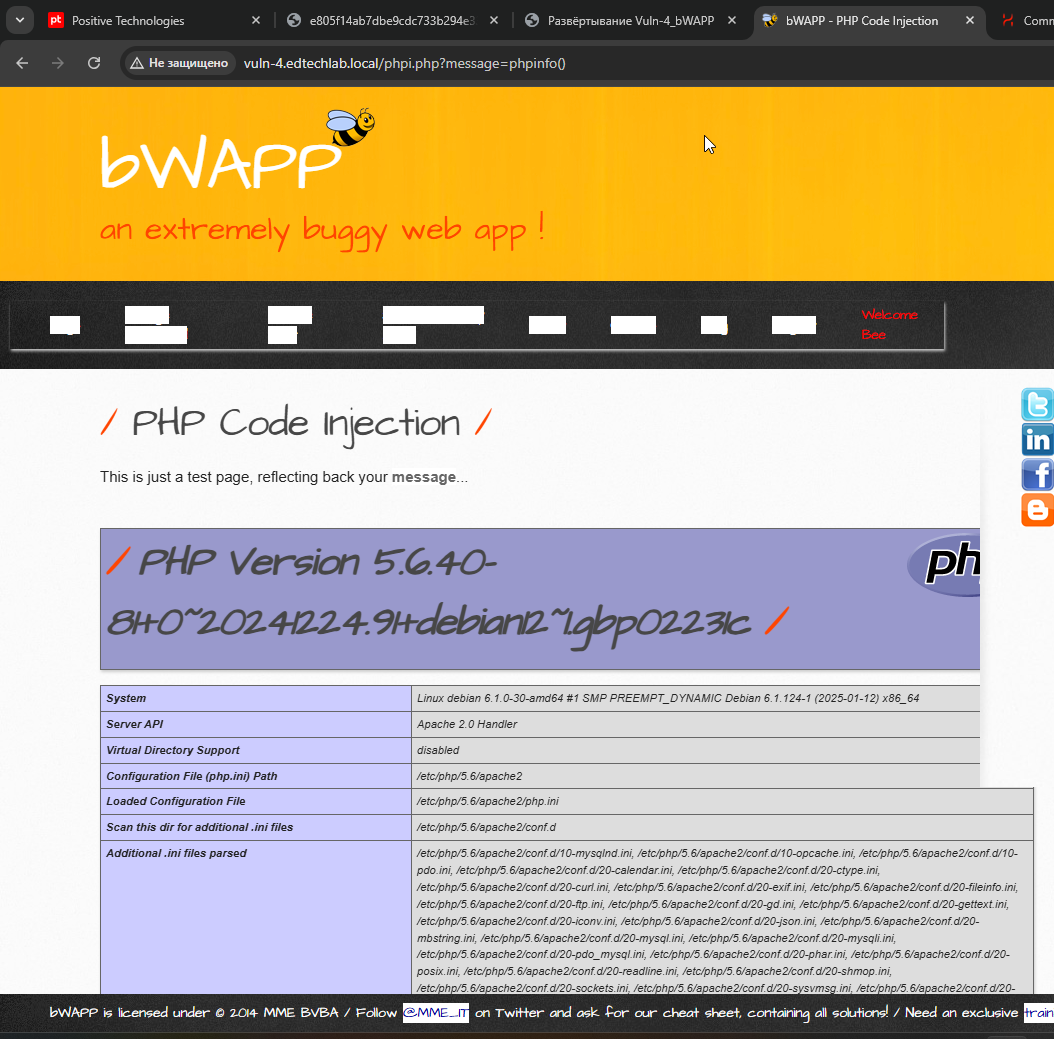 Positive Technologies
e805f14ab7dbe9cdc733b294e3
Развёртывание Vuln-4_bWAPP
bWAPP - PHP Code Injection
Comm
Не защищено
vuln-4.edtechlab.local/phpi.php?message=phpinfo()
bWAPP
an extremely buggy web app !
Welcome
Bee
/ PHP Code Injection /
This is just a test page, reflecting back your message...
/ PHP Version 5.6.40-
81+0~20241224.91+debian12~1.gbp02231c /
php
System Linux debian 6.1.0-30-amd64 #1 SMP PREEMPT_DYNAMIC Debian 6.1.124-1 (2025-01-12) x86_64
Server API Apache 2.0 Handler
Virtual Directory Support disabled
Configuration File (php.ini) Path /etc/php/5.6/apache2
Loaded Configuration File /etc/php/5.6/apache2/php.ini
Scan this dir for additional .ini files /etc/php/5.6/apache2/conf.d
Additional .ini files parsed /etc/php/5.6/apache2/conf.d/10-mysqlnd.ini, /etc/php/5.6/apache2/conf.d/10-opcache.ini, /etc/php/5.6/apache2/conf.d/10-
pdo.ini, /etc/php/5.6/apache2/conf.d/20-calendar.ini, /etc/php/5.6/apache2/conf.d/20-ctype.ini,
/etc/php/5.6/apache2/conf.d/20-curl.ini, /etc/php/5.6/apache2/conf.d/20-exif.ini, /etc/php/5.6/apache2/conf.d/20-fileinfo.ini,
/etc/php/5.6/apache2/conf.d/20-ftp.ini, /etc/php/5.6/apache2/conf.d/20-gd.ini, /etc/php/5.6/apache2/conf.d/20-gettext.ini,
/etc/php/5.6/apache2/conf.d/20-iconv.ini, /etc/php/5.6/apache2/conf.d/20-json.ini, /etc/php/5.6/apache2/conf.d/20-
mbstring.ini, /etc/php/5.6/apache2/conf.d/20-mysql.ini, /etc/php/5.6/apache2/conf.d/20-mysqli.ini,
/etc/php/5.6/apache2/conf.d/20-pdo_mysql.ini, /etc/php/5.6/apache2/conf.d/20-phar.ini, /etc/php/5.6/apache2/conf.d/20-
posix.ini, /etc/php/5.6/apache2/conf.d/20-readline.ini, /etc/php/5.6/apache2/conf.d/20-shmop.ini,
/etc/php/5.6/apache2/conf.d/20-sockets.ini, /etc/php/5.6/apache2/conf.d/20-sysvmsg.ini, /etc/php/5.6/apache2/conf.d/20-
bWAPP is licensed under © 2014 MME BVBA / Follow @MME_IT on Twitter and ask for our cheat sheet, containing all solutions! / Need an exclusive train